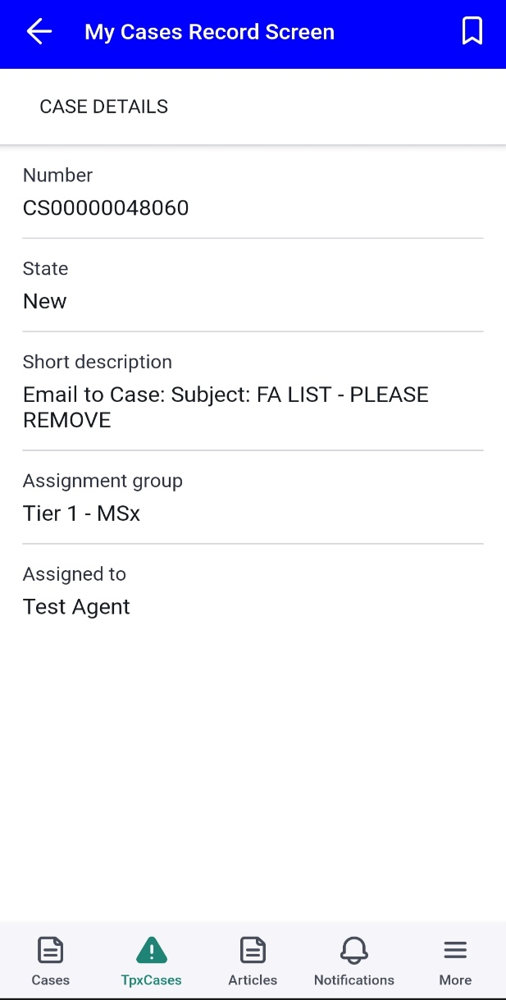 My Cases Record Screen
CASE DETAILS
Number
CS00000048060
State
New
Short description
Email to Case: Subject: FA LIST - PLEASE
REMOVE
Assignment group
Tier 1 - MSx
Assigned to
Test Agent
Cases
TpxCases
Articles
Notifications
More